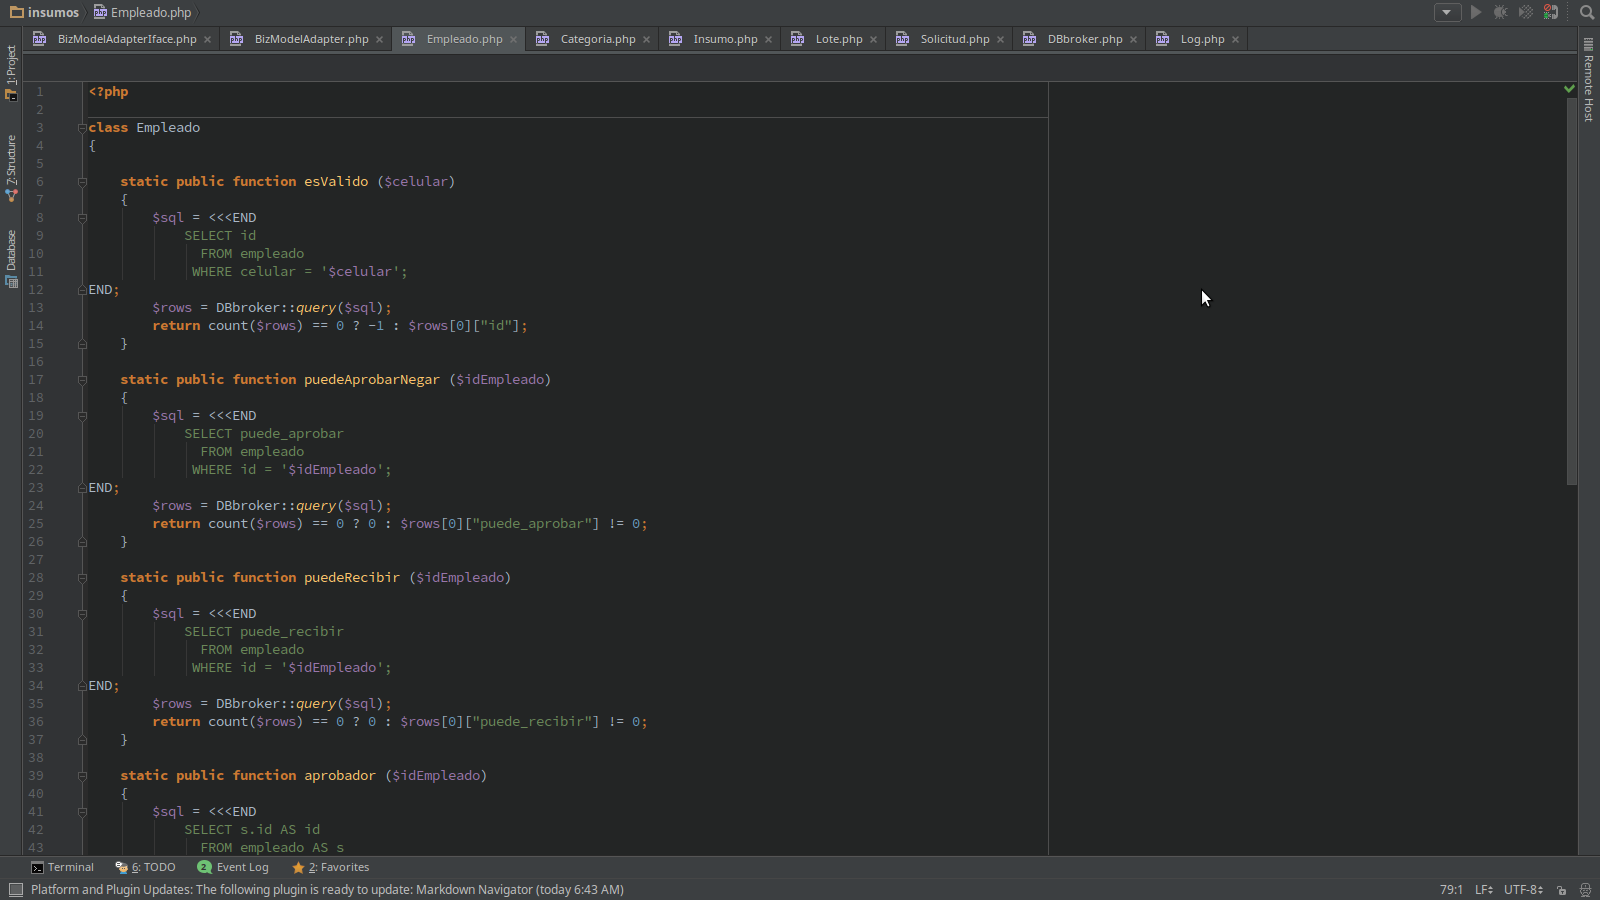 insumos Empleado.php
BizModelAdapterIface.php BizModelAdapter.php Empleado.php Categoria.php Insumo.php Lote.php Solicitud.php DBbroker.php Log.php
1: Project
7: Structure
Database
Remote Host
1 <?php
2
3 class Empleado
4 {
5
6     static public function esValido ($celular)
7     {
8         $sql = <<<END
9             SELECT id
10               FROM empleado
11              WHERE celular = '$celular';
12 END;
13         $rows = DBbroker::query($sql);
14         return count($rows) == 0 ? -1 : $rows[0]["id"];
15     }
16
17     static public function puedeAprobarNegar ($idEmpleado)
18     {
19         $sql = <<<END
20             SELECT puede_aprobar
21               FROM empleado
22              WHERE id = '$idEmpleado';
23 END;
24         $rows = DBbroker::query($sql);
25         return count($rows) == 0 ? 0 : $rows[0]["puede_aprobar"] != 0;
26     }
27
28     static public function puedeRecibir ($idEmpleado)
29     {
30         $sql = <<<END
31             SELECT puede_recibir
32               FROM empleado
33              WHERE id = '$idEmpleado';
34 END;
35         $rows = DBbroker::query($sql);
36         return count($rows) == 0 ? 0 : $rows[0]["puede_recibir"] != 0;
37     }
38
39     static public function aprobador ($idEmpleado)
40     {
41         $sql = <<<END
42             SELECT s.id AS id
43               FROM empleado AS s
Terminal 6: TODO 2 Event Log 2: Favorites
Platform and Plugin Updates: The following plugin is ready to update: Markdown Navigator (today 6:43 AM) 79:1 LF UTF-8